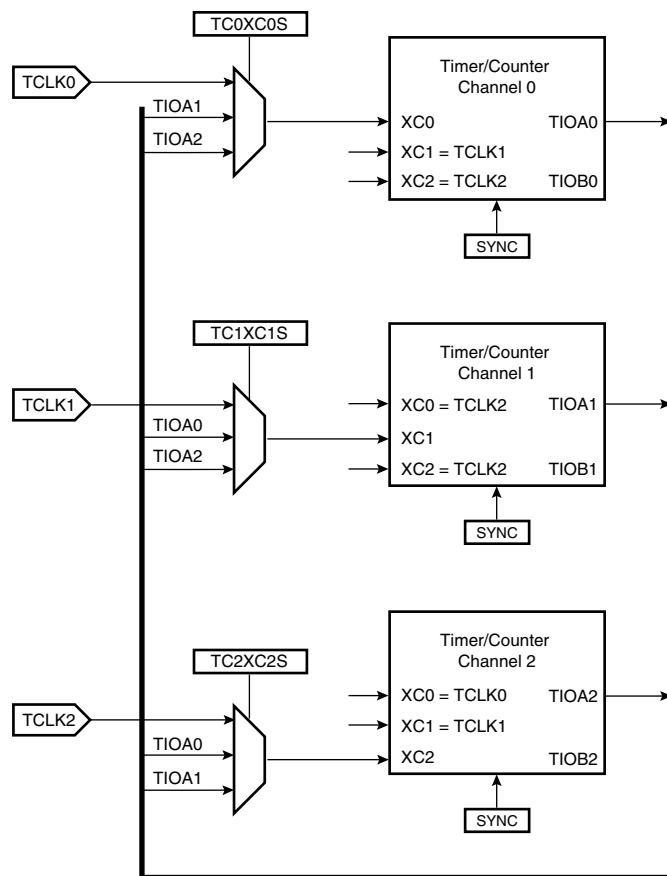 TC0XC0S
TCLK0
TIOA1
TIOA2
Timer/Counter
Channel 0
XC0
TIOA0
XC1 = TCLK1
XC2 = TCLK2
TIOB0
SYNC
TC1XC1S
TCLK1
TIOA0
TIOA2
Timer/Counter
Channel 1
XC0 = TCLK2
TIOA1
XC1
XC2 = TCLK2
TIOB1
SYNC
TC2XC2S
TCLK2
TIOA0
TIOA1
Timer/Counter
Channel 2
XC0 = TCLK0
TIOA2
XC1 = TCLK1
XC2
TIOB2
SYNC